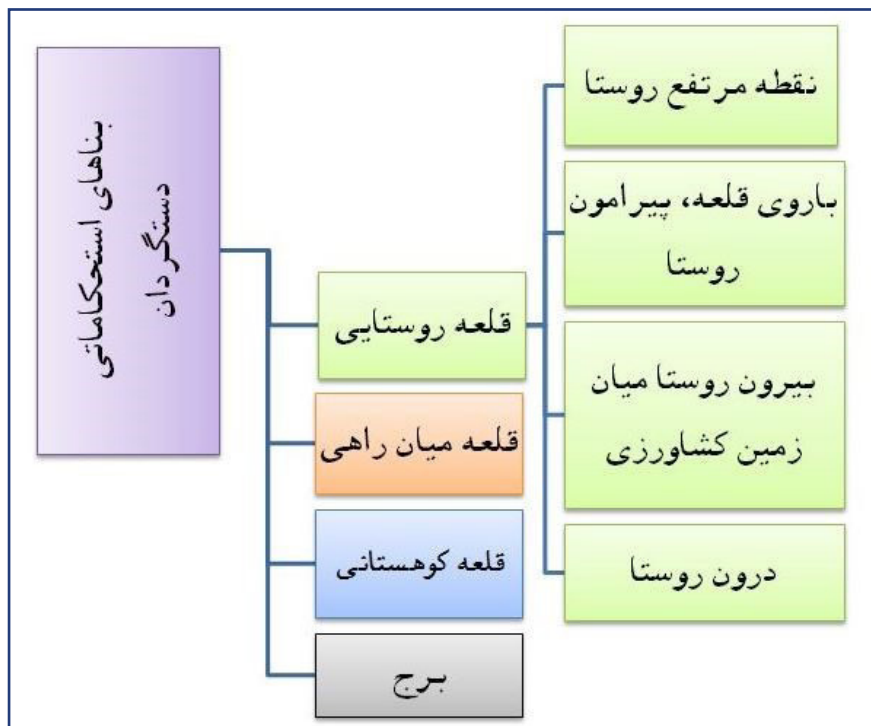 بناهای استحکاماتی
دستگردان
قلعه روستایی
قلعه میان راهی
قلعه کوهستانی
برج
نقطه مرتفع روستا
باروی قلعه، پیرامون
روستا
بیرون روستا میان
زمین کشاورزی
درون روستا